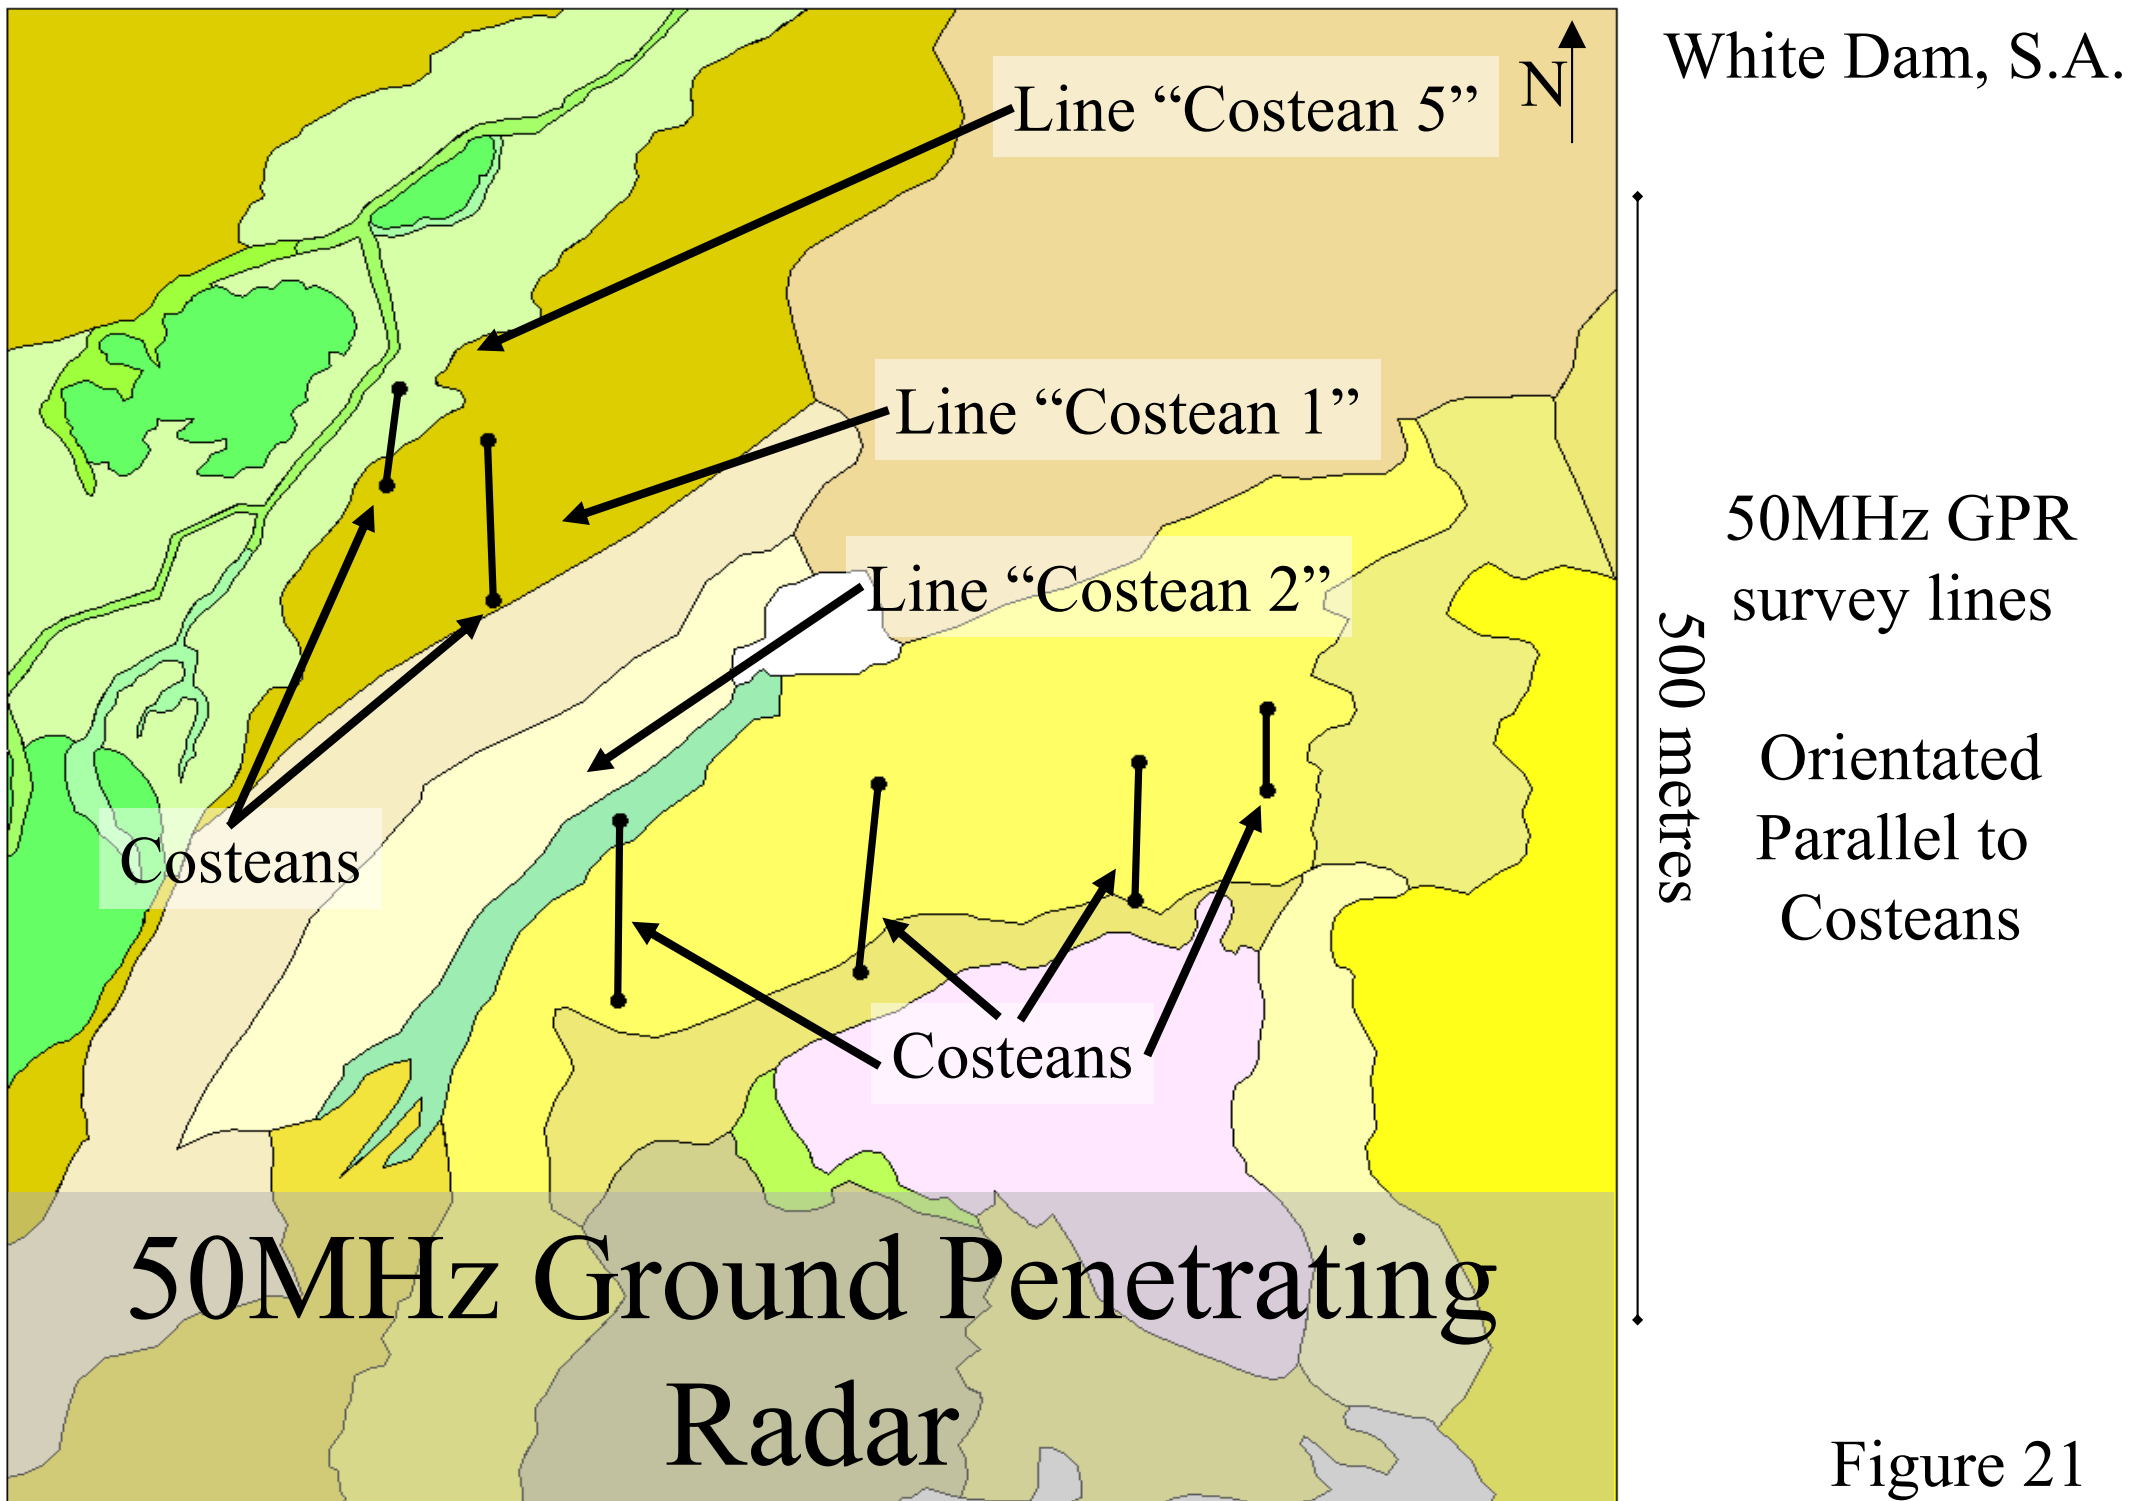 White Dam, S.A.
N
Line “Costean 5”
Line “Costean 1”
Line “Costean 2”
50MHz GPR
survey lines
Orientated
Parallel to
Costeans
500 metres
Costeans
Costeans
50MHz Ground Penetrating
Radar
Figure 21